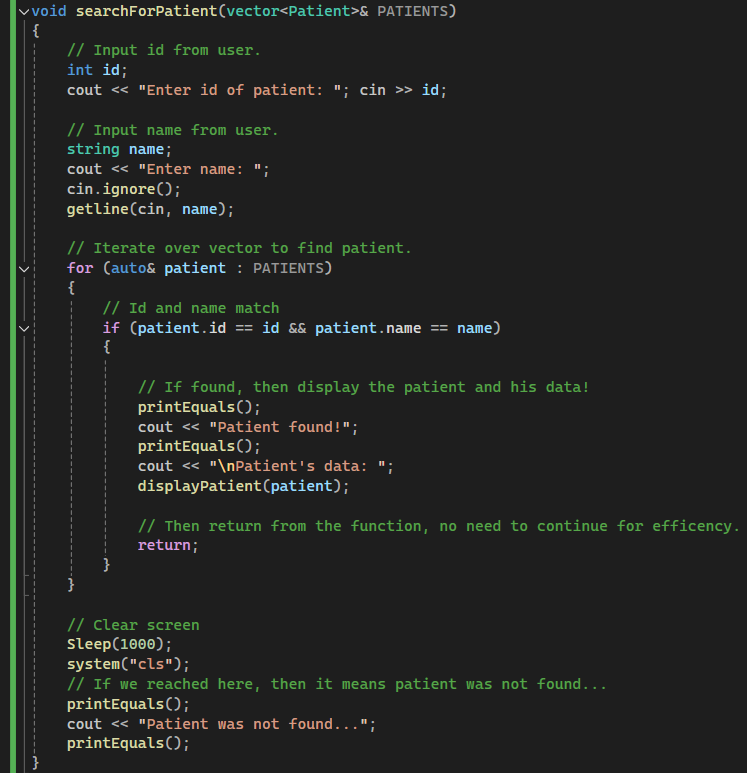 void searchForPatient(vector<Patient>& PATIENTS)
{
// Input id from user.
int id;
cout << "Enter id of patient: "; cin >> id;
// Input name from user.
string name;
cout << "Enter name: ";
cin.ignore();
getline(cin, name);
// Iterate over vector to find patient.
for (auto& patient : PATIENTS)
{
// Id and name match
if (patient.id == id && patient.name == name)
{
// If found, then display the patient and his data!
printEquals();
cout << "Patient found!";
printEquals();
cout << "\nPatient's data: ";
displayPatient(patient);
// Then return from the function, no need to continue for efficency.
return;
}
}
// Clear screen
Sleep(1000);
system("cls");
// If we reached here, then it means patient was not found...
printEquals();
cout << "Patient was not found...";
printEquals();
}